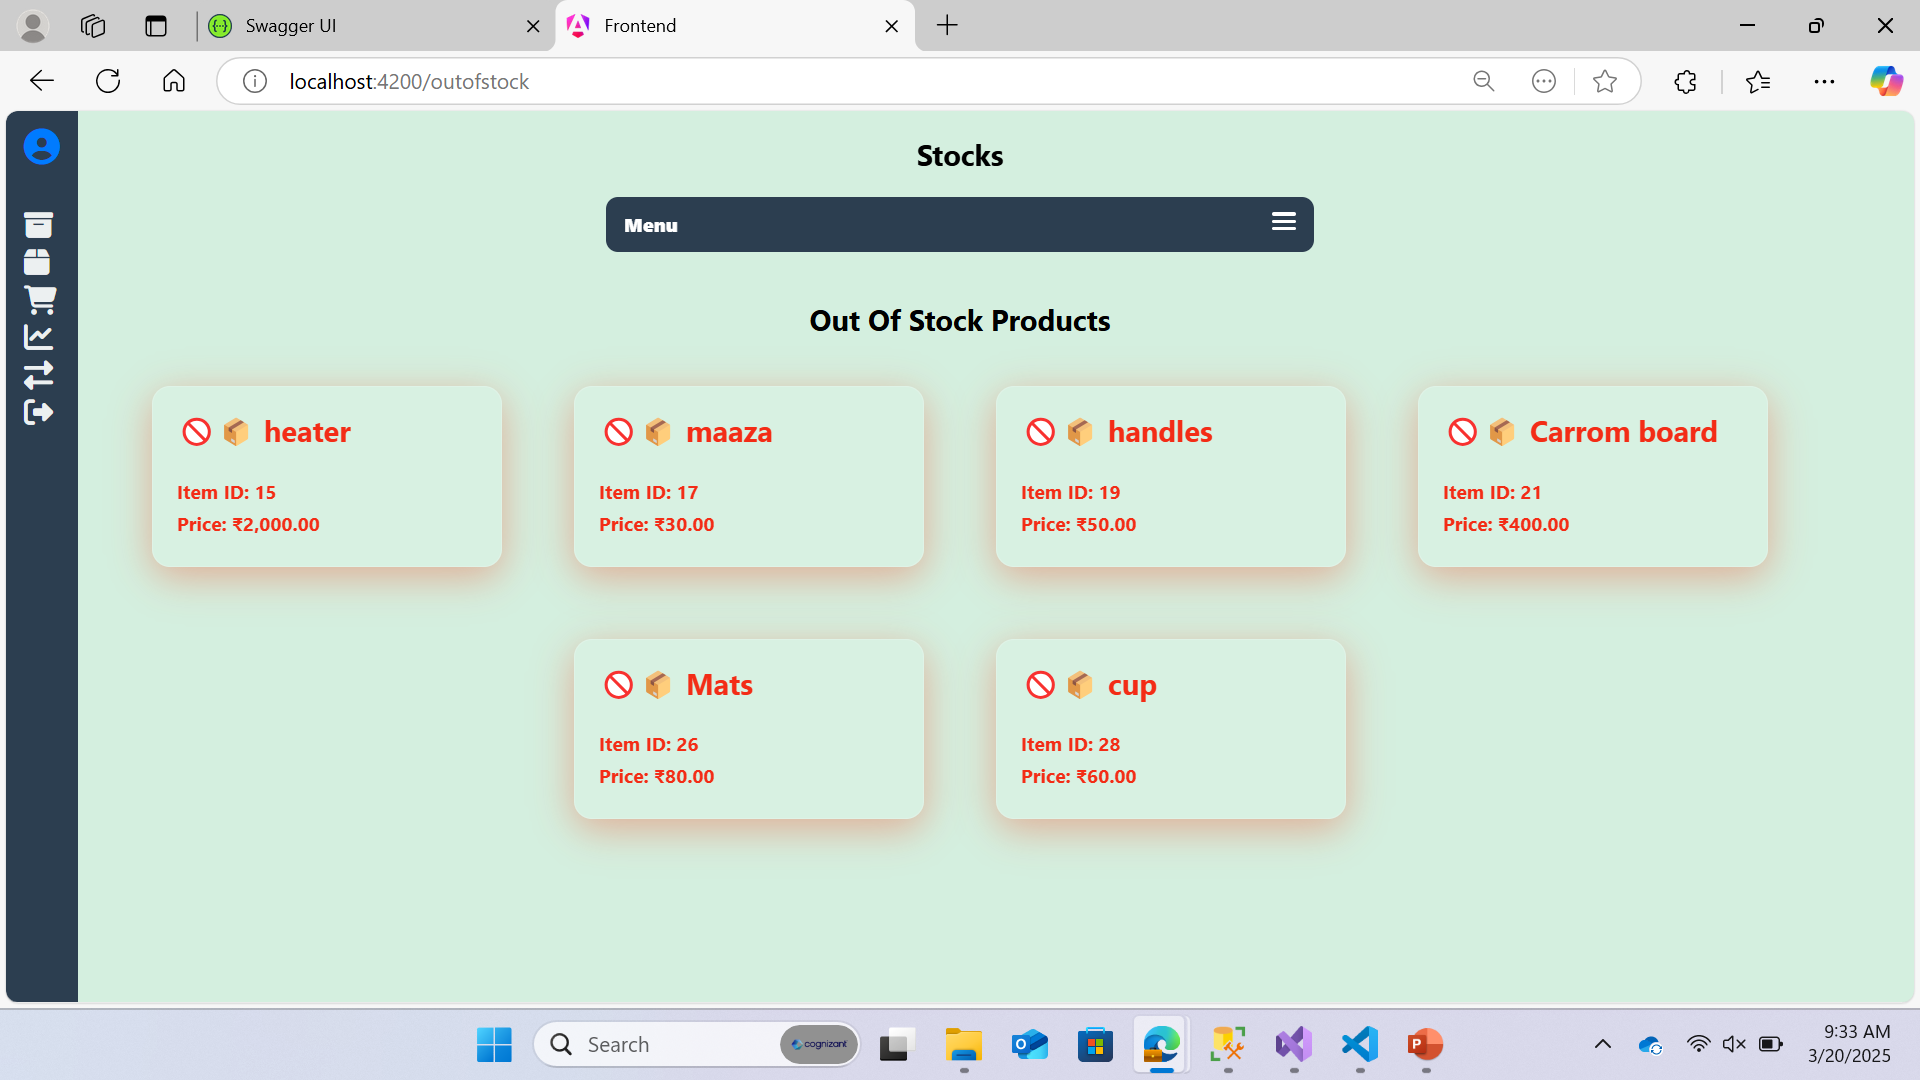 Swagger UI
Frontend
localhost:4200/outofstock
Stocks
Menu
Out Of Stock Products
heater
Item ID: 15
Price: ₹2,000.00
maaza
Item ID: 17
Price: ₹30.00
handles
Item ID: 19
Price: ₹50.00
Carrom board
Item ID: 21
Price: ₹400.00
Mats
Item ID: 26
Price: ₹80.00
cup
Item ID: 28
Price: ₹60.00
Search
cognizant
9:33 AM
3/20/2025